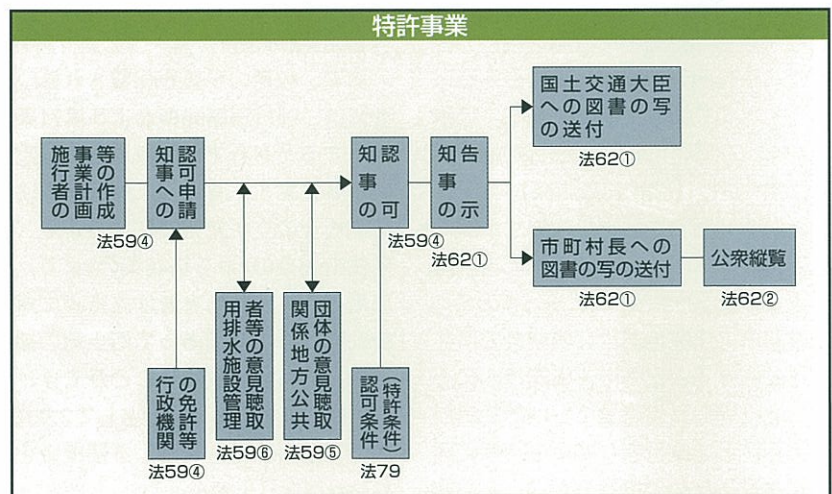 特許事業
施行者の
事業計画
等の作成
法59④
知事への
認可申請
行政機関
の免許等
法59④
用排水施設管理
者等の意見聴取
法59⑥
関係地方公共
団体の意見聴取
法59⑤
知事の
認可
法59④
認可条件
(特許条件)
法79
知事の
告示
法62①
国土交通大臣
への図書の写
の送付
法62①
市町村長への
図書の写の送付
法62①
公衆縦覧
法62②